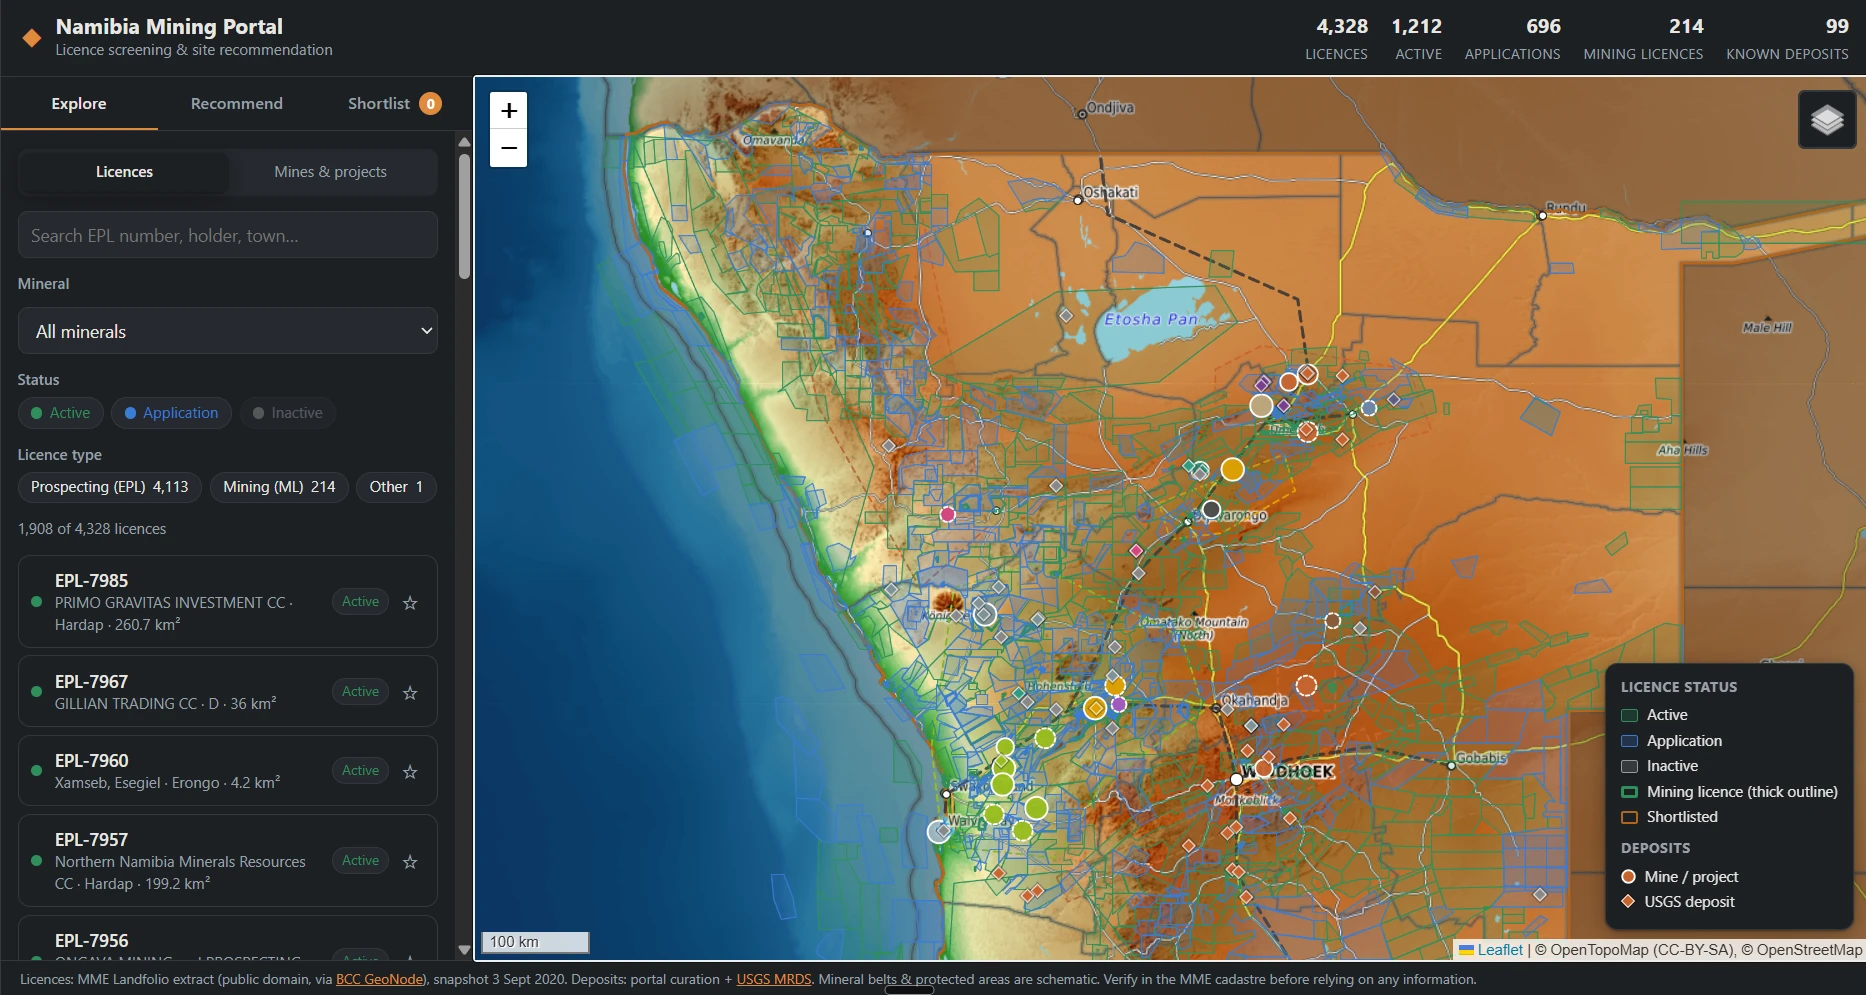 Namibia Mining Portal
Licence screening & site recommendation
4,328
LICENCES
1,212
ACTIVE
696
APPLICATIONS
214
MINING LICENCES
99
KNOWN DEPOSITS
Explore
Recommend
Shortlist 0
Licences
Mines & projects
Search EPL number, holder, town...
Mineral
All minerals
Status
Active
Application
Inactive
Licence type
Prospecting (EPL) 4,113
Mining (ML) 214
Other 1
1,908 of 4,328 licences
EPL-7985
PRIMO GRAVITAS INVESTMENT CC ·
Hardap · 260.7 km²
Active
EPL-7967
GILLIAN TRADING CC · D · 36 km²
Active
EPL-7960
Xamseb, Esegiel · Erongo · 4.2 km²
Active
EPL-7957
Northern Namibia Minerals Resources
CC · Hardap · 199.2 km²
Active
EPL-7956
+
−
Ondjiva
Oshakati
Rundu
Etosha Pan
Male Hill
Aha Hills
Omatako Mountain
(North)
Okahandja
Gobabis
100 km
LICENCE STATUS
Active
Application
Inactive
Mining licence (thick outline)
Shortlisted
DEPOSITS
Mine / project
USGS deposit
Leaflet | © OpenTopoMap (CC-BY-SA), © OpenStreetMap
Licences: MME Landfolio extract (public domain, via BCC GeoNode), snapshot 3 Sept 2020. Deposits: portal curation + USGS MRDS. Mineral belts & protected areas are schematic. Verify in the MME cadastre before relying on any information.